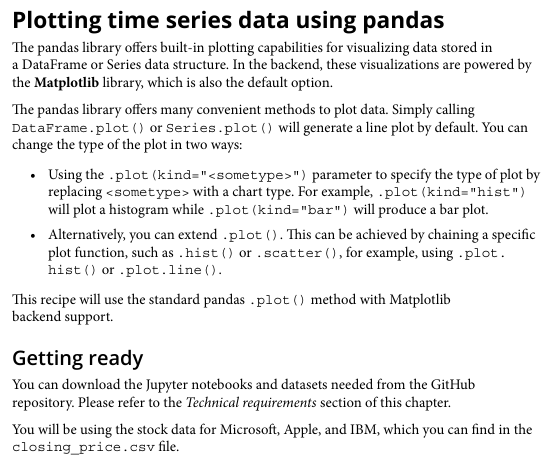 Plotting time series data using pandas
The pandas library offers built-in plotting capabilities for visualizing data stored in
a DataFrame or Series data structure. In the backend, these visualizations are powered by
the Matplotlib library, which is also the default option.
The pandas library offers many convenient methods to plot data. Simply calling
DataFrame.plot() or Series.plot() will generate a line plot by default. You can
change the type of the plot in two ways:
• Using the .plot(kind="<sometype>") parameter to specify the type of plot by
replacing <sometype> with a chart type. For example, .plot(kind="hist")
will plot a histogram while .plot(kind="bar") will produce a bar plot.
• Alternatively, you can extend .plot(). This can be achieved by chaining a specific
plot function, such as .hist() or .scatter(), for example, using .plot.
hist() or .plot.line().
This recipe will use the standard pandas .plot() method with Matplotlib
backend support.
Getting ready
You can download the Jupyter notebooks and datasets needed from the GitHub
repository. Please refer to the Technical requirements section of this chapter.
You will be using the stock data for Microsoft, Apple, and IBM, which you can find in the
closing_price.csv file.